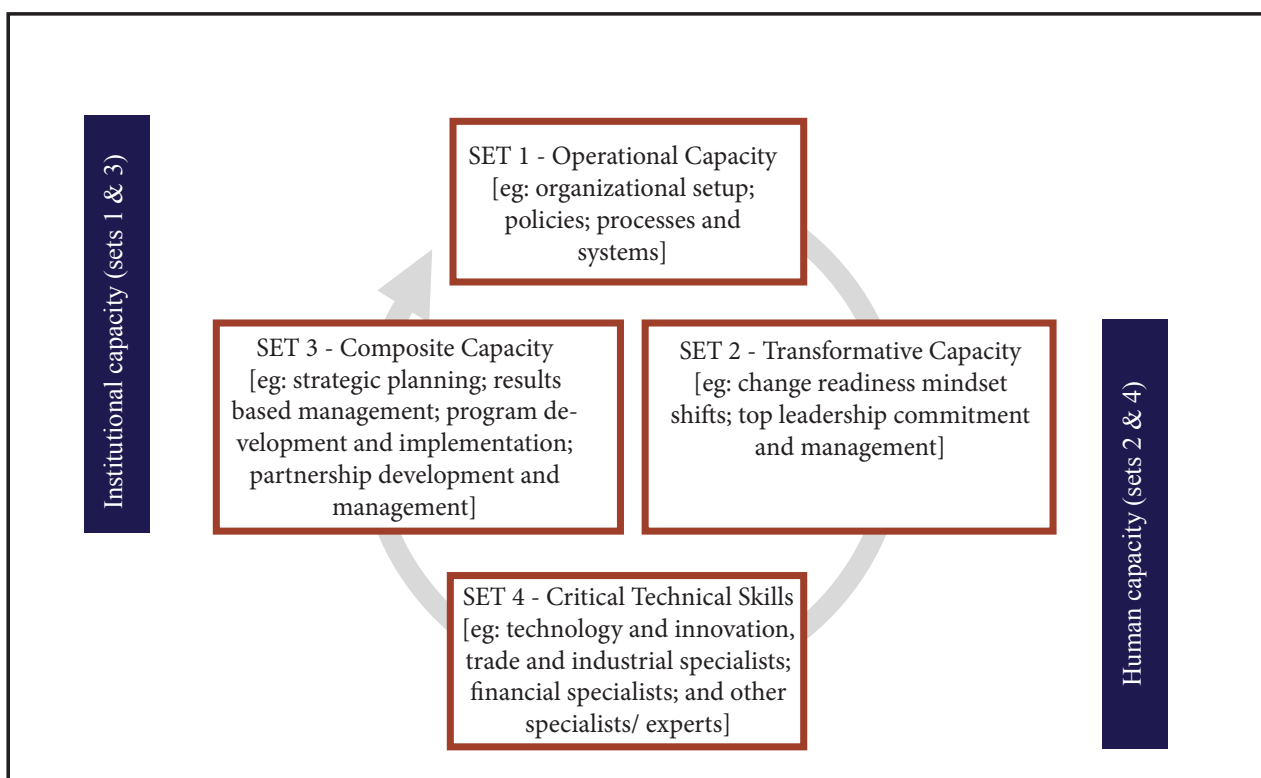 Institutional capacity (sets 1 & 3)
SET 1 - Operational Capacity
[eg: organizational setup;
policies; processes and
systems]
SET 3 - Composite Capacity
[eg: strategic planning; results
based management; program de-
velopment and implementation;
partnership development and
management]
SET 2 - Transformative Capacity
[eg: change readiness mindset
shifts; top leadership commitment
and management]
SET 4 - Critical Technical Skills
[eg: technology and innovation,
trade and industrial specialists;
financial specialists; and other
specialists/ experts]
Human capacity (sets 2 & 4)